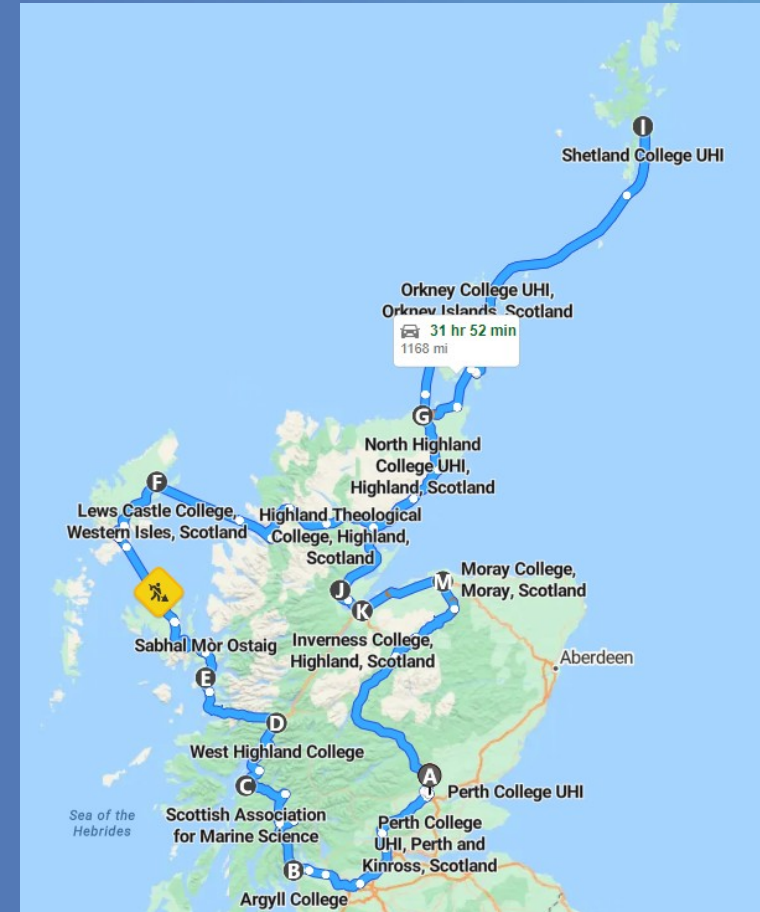 I
Shetland College UHI
Orkney College UHI,
Orkney Islands, Scotland
31 hr 52 min
1168 mi
G
North Highland
College UHI,
Highland, Scotland
F
Lews Castle College,
Western Isles, Scotland
Highland Theological
College, Highland,
Scotland
J
K
M
Moray College,
Moray, Scotland
Inverness College,
Highland, Scotland
Sabhal Mòr Ostaig
E
Aberdeen
D
West Highland College
C
A
Perth College UHI
Scottish Association
for Marine Science
Sea of the
Hebrides
Perth College
UHI, Perth and
Kinross, Scotland
B
Argyll College